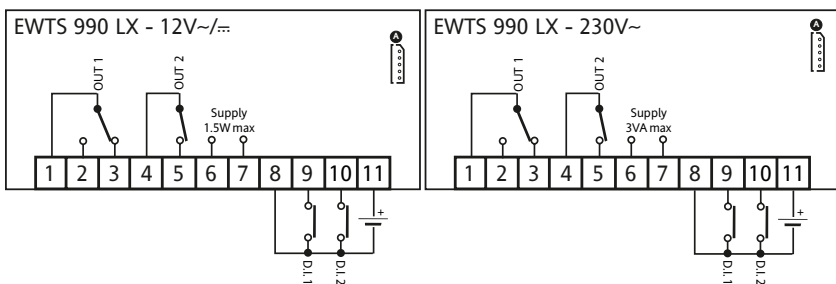 EWTS 990 LX - 12V~/⎓
A
OUT 1
OUT 2
Supply
1.5W max
1 2 3 4 5 6 7 8 9 10 11
+
D.I. 1
D.I. 2
EWTS 990 LX - 230V~
A
OUT 1
OUT 2
Supply
3VA max
1 2 3 4 5 6 7 8 9 10 11
+
D.I. 1
D.I. 2